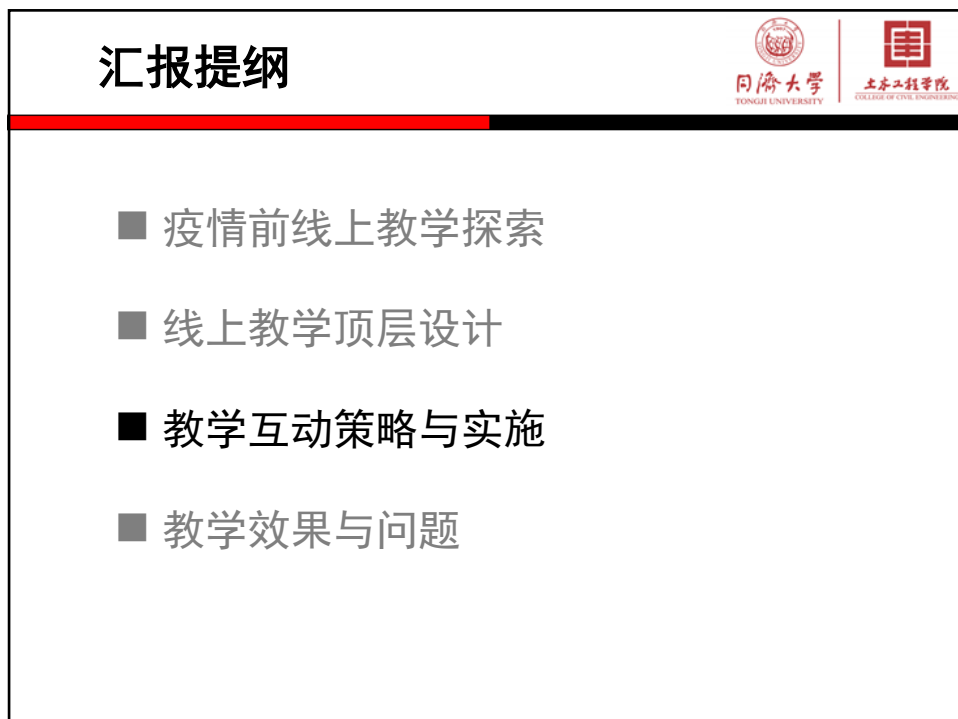 汇报提纲
同济大学
TONGJI UNIVERSITY
土木工程学院
COLLEGE OF CIVIL ENGINEERING
■ 疫情前线上教学探索
■ 线上教学顶层设计
■ 教学互动策略与实施
■ 教学效果与问题